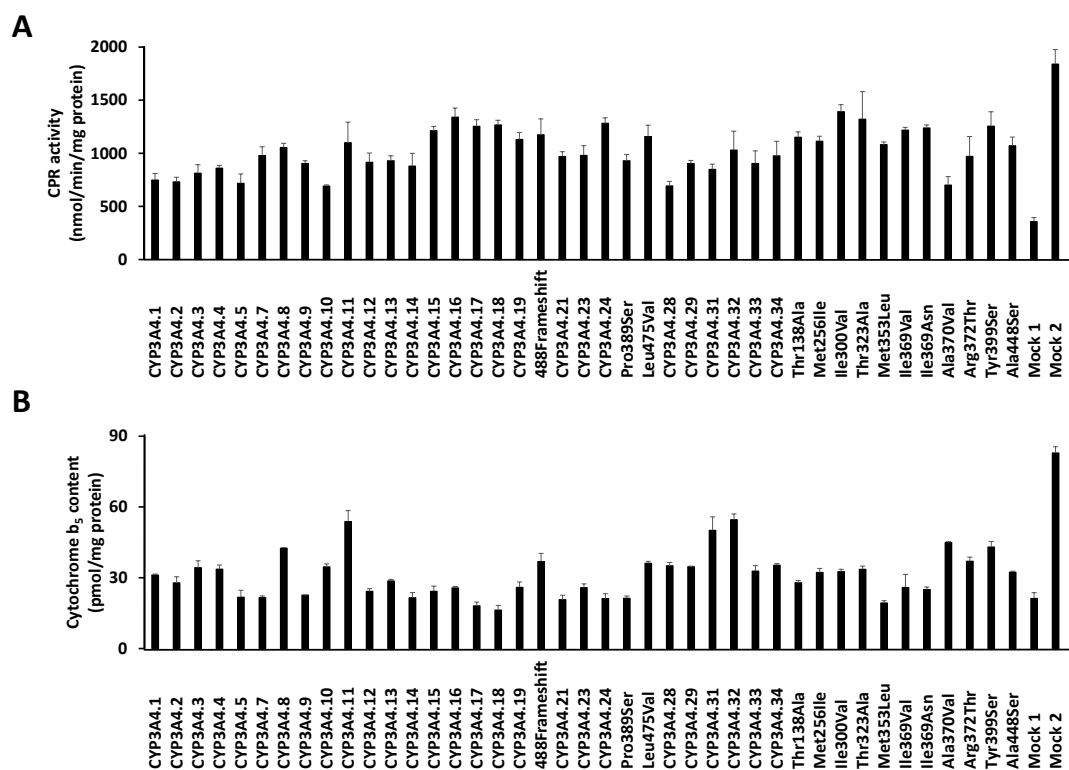 A
CPR activity
(nmol/min/mg protein)
2000
1500
1000
500
0
CYP3A4.1
CYP3A4.2
CYP3A4.3
CYP3A4.4
CYP3A4.5
CYP3A4.7
CYP3A4.8
CYP3A4.9
CYP3A4.10
CYP3A4.11
CYP3A4.12
CYP3A4.13
CYP3A4.14
CYP3A4.15
CYP3A4.16
CYP3A4.17
CYP3A4.18
CYP3A4.19
488Frameshift
CYP3A4.21
CYP3A4.23
CYP3A4.24
Pro389Ser
Leu475Val
CYP3A4.28
CYP3A4.29
CYP3A4.31
CYP3A4.32
CYP3A4.33
CYP3A4.34
Thr138Ala
Met256Ile
Ile300Val
Thr323Ala
Met353Leu
Ile369Val
Ile369Asn
Ala370Val
Arg372Thr
Tyr399Ser
Ala448Ser
Mock 1
Mock 2
B
Cytochrome b5 content
(pmol/mg protein)
90
60
30
0
CYP3A4.1
CYP3A4.2
CYP3A4.3
CYP3A4.4
CYP3A4.5
CYP3A4.7
CYP3A4.8
CYP3A4.9
CYP3A4.10
CYP3A4.11
CYP3A4.12
CYP3A4.13
CYP3A4.14
CYP3A4.15
CYP3A4.16
CYP3A4.17
CYP3A4.18
CYP3A4.19
488Frameshift
CYP3A4.21
CYP3A4.23
CYP3A4.24
Pro389Ser
Leu475Val
CYP3A4.28
CYP3A4.29
CYP3A4.31
CYP3A4.32
CYP3A4.33
CYP3A4.34
Thr138Ala
Met256Ile
Ile300Val
Thr323Ala
Met353Leu
Ile369Val
Ile369Asn
Ala370Val
Arg372Thr
Tyr399Ser
Ala448Ser
Mock 1
Mock 2